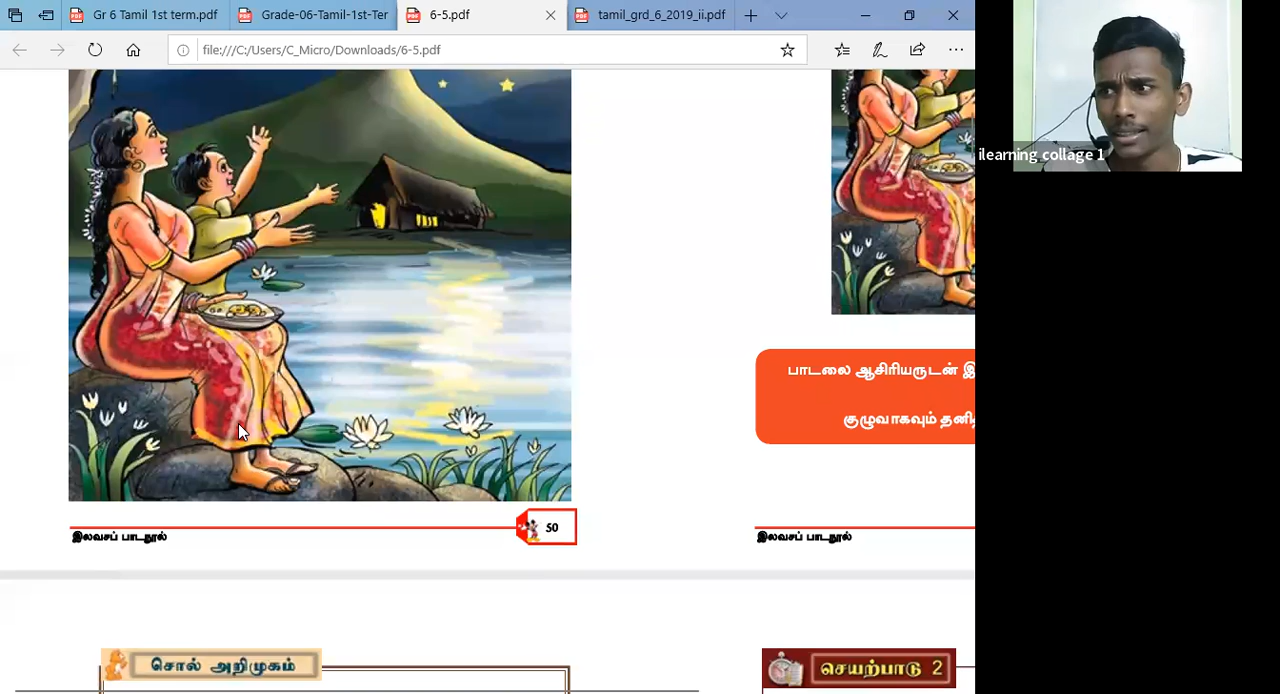 Gr 6 Tamil 1st term.pdf
Grade-06-Tamil-1st-Ter
6-5.pdf
tamil_grd_6_2019_ii.pdf
file:///C:/Users/C_Micro/Downloads/6-5.pdf
ilearning collage 1
பாடலை ஆசிரியருடன்
குழுவாகவும்
50
இலவசப் பாடநூல்
இலவசப் பாடநூல்
சொல் அறிமுகம்
செயற்பாடு 2